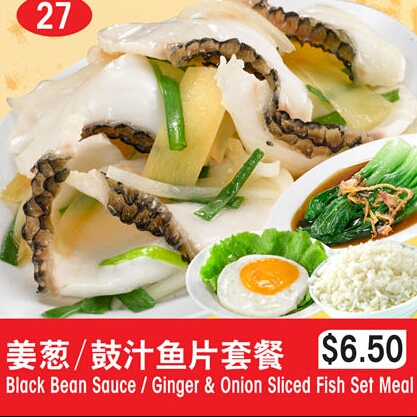 27
姜葱/鼓汁鱼片套餐 $6.50
Black Bean Sauce / Ginger & Onion Sliced Fish Set Meal